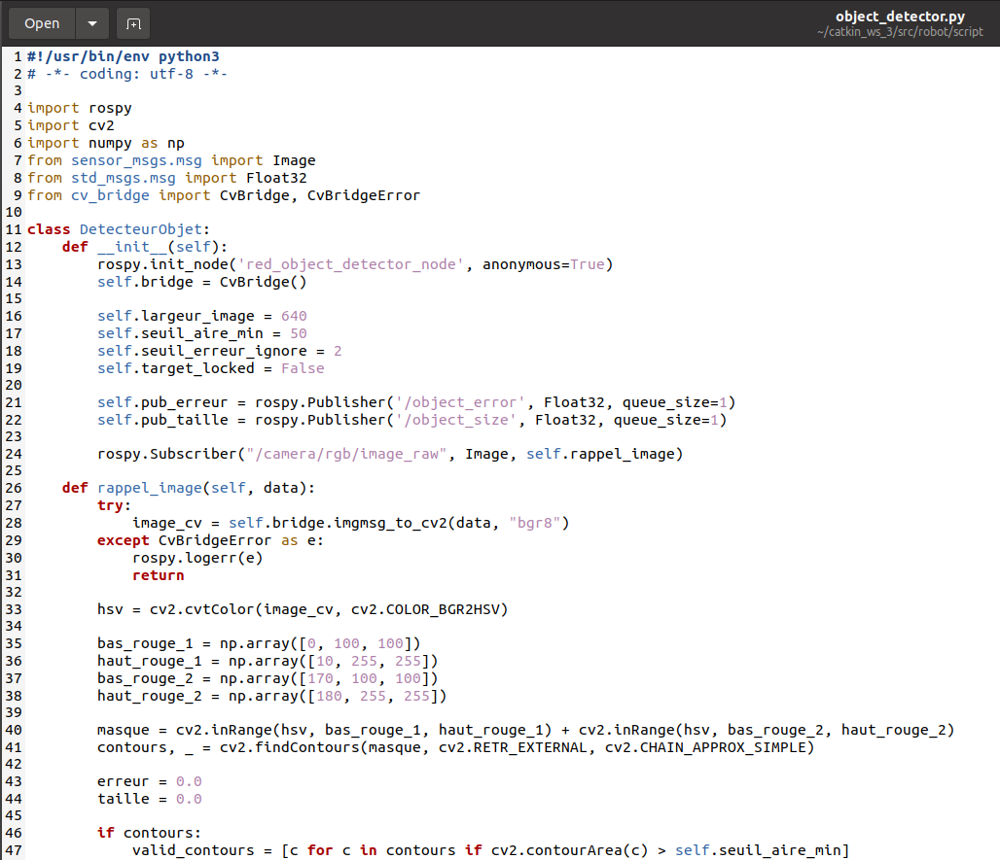 Open
object_detector.py
~/catkin_ws_3/src/robot/script
1 #!/usr/bin/env python3
2 # -*- coding: utf-8 -*-
3
4 import rospy
5 import cv2
6 import numpy as np
7 from sensor_msgs.msg import Image
8 from std_msgs.msg import Float32
9 from cv_bridge import CvBridge, CvBridgeError
10
11 class DetecteurObjet:
12     def __init__(self):
13         rospy.init_node('red_object_detector_node', anonymous=True)
14         self.bridge = CvBridge()
15
16         self.largeur_image = 640
17         self.seuil_aire_min = 50
18         self.seuil_erreur_ignore = 2
19         self.target_locked = False
20
21         self.pub_erreur = rospy.Publisher('/object_error', Float32, queue_size=1)
22         self.pub_taille = rospy.Publisher('/object_size', Float32, queue_size=1)
23
24         rospy.Subscriber("/camera/rgb/image_raw", Image, self.rappel_image)
25
26     def rappel_image(self, data):
27         try:
28             image_cv = self.bridge.imgmsg_to_cv2(data, "bgr8")
29         except CvBridgeError as e:
30             rospy.logerr(e)
31             return
32
33         hsv = cv2.cvtColor(image_cv, cv2.COLOR_BGR2HSV)
34
35         bas_rouge_1 = np.array([0, 100, 100])
36         haut_rouge_1 = np.array([10, 255, 255])
37         bas_rouge_2 = np.array([170, 100, 100])
38         haut_rouge_2 = np.array([180, 255, 255])
39
40         masque = cv2.inRange(hsv, bas_rouge_1, haut_rouge_1) + cv2.inRange(hsv, bas_rouge_2, haut_rouge_2)
41         contours, _ = cv2.findContours(masque, cv2.RETR_EXTERNAL, cv2.CHAIN_APPROX_SIMPLE)
42
43         erreur = 0.0
44         taille = 0.0
45
46         if contours:
47             valid_contours = [c for c in contours if cv2.contourArea(c) > self.seuil_aire_min]